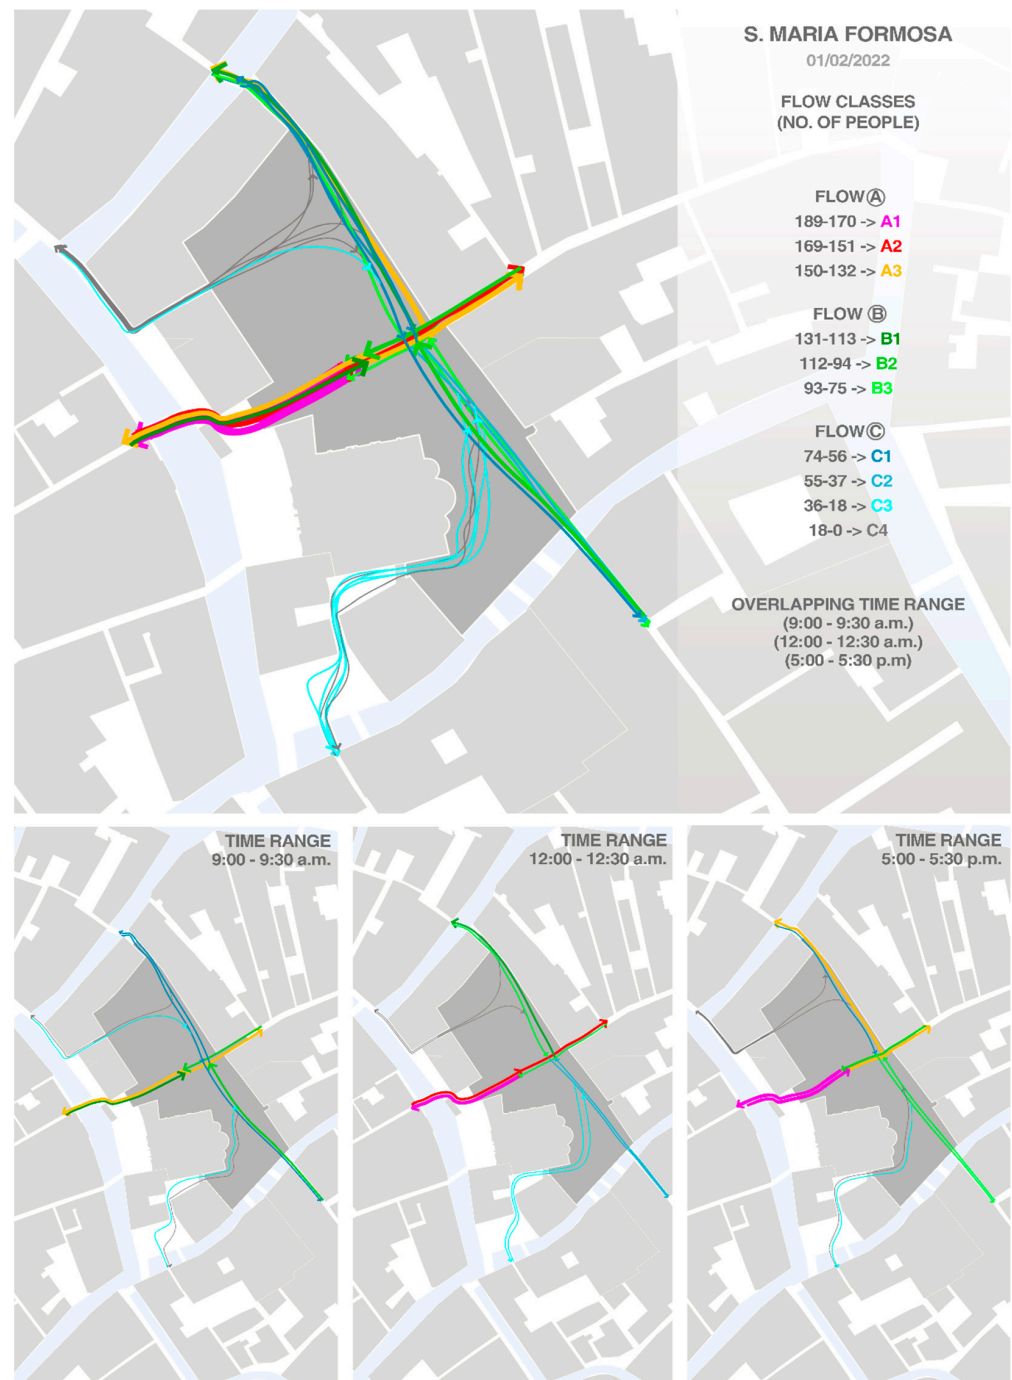 S. MARIA FORMOSA
01/02/2022
FLOW CLASSES
(NO. OF PEOPLE)
FLOW Ⓐ
189-170 -> A1
169-151 -> A2
150-132 -> A3
FLOW Ⓑ
131-113 -> B1
112-94 -> B2
93-75 -> B3
FLOW Ⓒ
74-56 -> C1
55-37 -> C2
36-18 -> C3
18-0 -> C4
OVERLAPPING TIME RANGE
(9:00 - 9:30 a.m.)
(12:00 - 12:30 a.m.)
(5:00 - 5:30 p.m)
TIME RANGE
9:00 - 9:30 a.m.
TIME RANGE
12:00 - 12:30 a.m.
TIME RANGE
5:00 - 5:30 p.m.